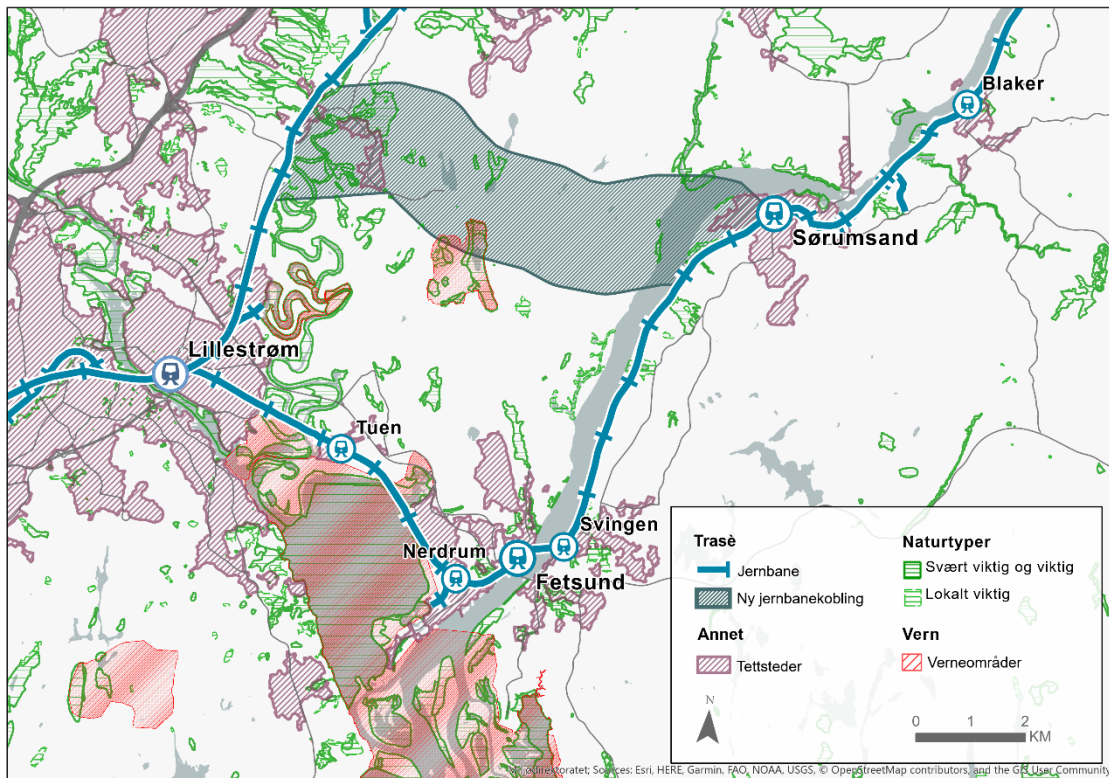 Blaker
Sørumsand
Lillestrøm
Tuen
Svingen
Nerdrum
Fetsund
Trasè
Jernbane
Ny jernbanekobling
Annet
Tettsteder
Naturtyper
Svært viktig og viktig
Lokalt viktig
Vern
Verneområder
N
0 1 2
KM
Sources: Esri, HERE, Garmin, FAO, NOAA, USGS, © OpenStreetMap contributors, and the GIS User Community